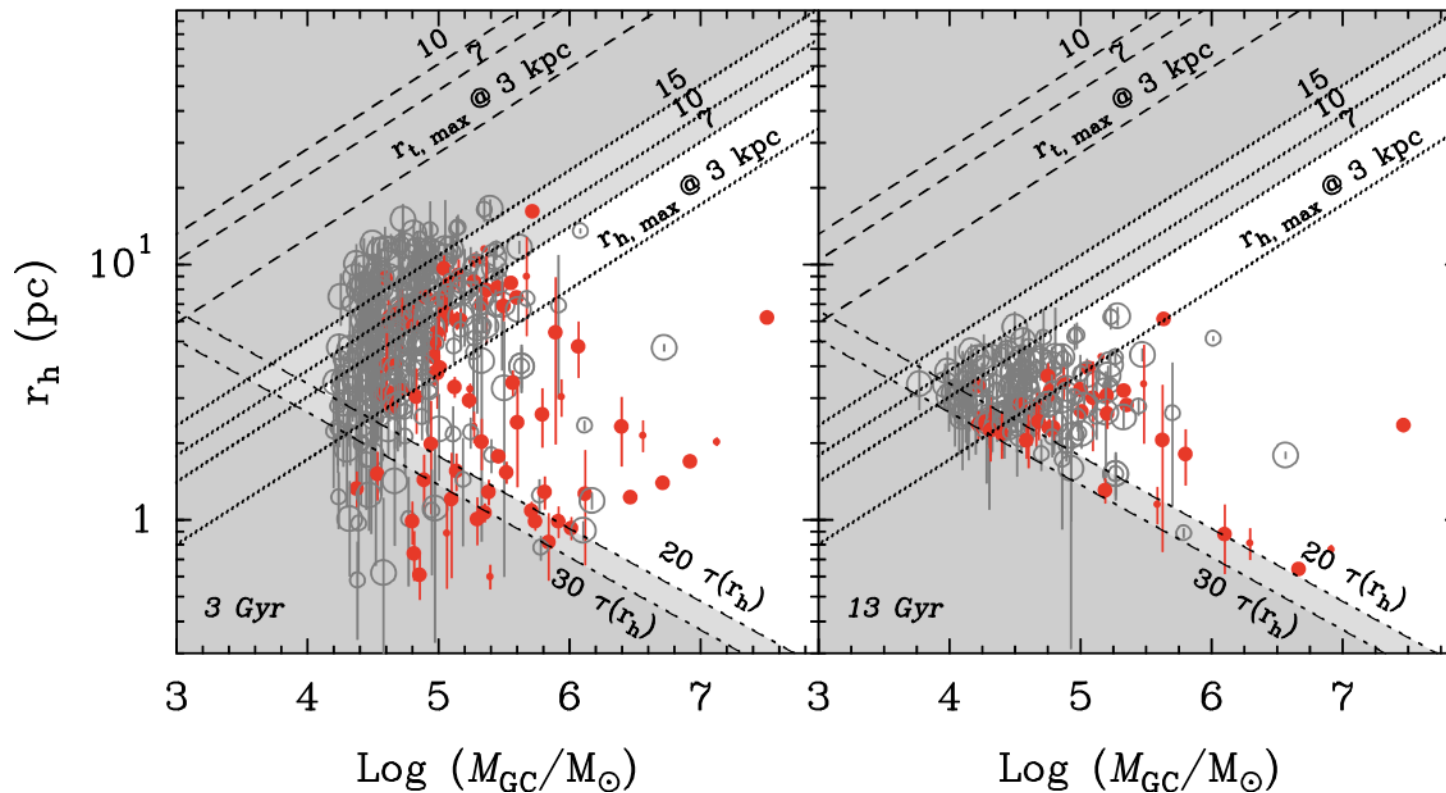 10
7
r_t, max @ 3 kpc
15
10
7
r_h, max @ 3 kpc
20 τ(r_h)
30 τ(r_h)
3 Gyr
10
7
r_t, max @ 3 kpc
15
10
7
r_h, max @ 3 kpc
20 τ(r_h)
30 τ(r_h)
13 Gyr
r_h (pc)
10^1
1
3 4 5 6 7 3 4 5 6 7
Log (M_GC/M_⊙) Log (M_GC/M_⊙)